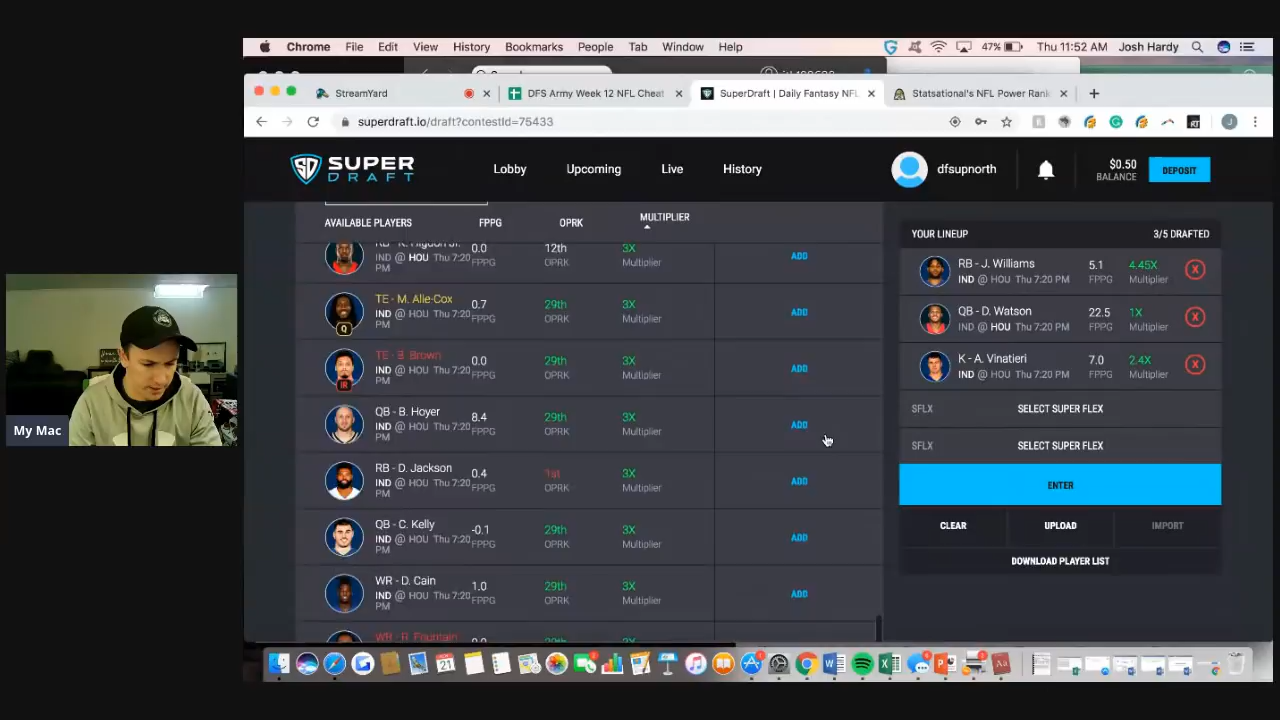 Chrome File Edit View History Bookmarks People Tab Window Help 47% Thu 11:52 AM Josh Hardy
StreamYard DFS Army Week 12 NFL Cheat SuperDraft | Daily Fantasy NFL Statsational's NFL Power Rank
superdraft.io/draft?contestId=75433
SUPER DRAFT Lobby Upcoming Live History dfsupnorth $0.50 BALANCE DEPOSIT
AVAILABLE PLAYERS FPPG OPRK MULTIPLIER
IND @ HOU Thu 7:20 PM 0.0 FPPG 12th OPRK 3X Multiplier ADD
TE - M. Alie-Cox
IND @ HOU Thu 7:20 PM Q 0.7 FPPG 29th OPRK 3X Multiplier ADD
Brown
IND @ HOU Thu 7:20 PM IR 0.0 FPPG 29th OPRK 3X Multiplier ADD
QB - B. Hoyer
IND @ HOU Thu 7:20 PM 8.4 FPPG 29th OPRK 3X Multiplier ADD
RB - D. Jackson
IND @ HOU Thu 7:20 PM 0.4 FPPG 1st OPRK 3X Multiplier ADD
QB - C. Kelly
IND @ HOU Thu 7:20 PM -0.1 FPPG 29th OPRK 3X Multiplier ADD
WR - D. Cain
IND @ HOU Thu 7:20 PM 1.0 FPPG 29th OPRK 3X Multiplier ADD
WR - R. Fountain
YOUR LINEUP 3/5 DRAFTED
RB - J. Williams 5.1 4.45X
IND @ HOU Thu 7:20 PM FPPG Multiplier X
QB - D. Watson 22.5 1X
IND @ HOU Thu 7:20 PM FPPG Multiplier X
K - A. Vinatieri 7.0 2.4X
IND @ HOU Thu 7:20 PM FPPG Multiplier X
SFLX SELECT SUPER FLEX
SFLX SELECT SUPER FLEX
ENTER
CLEAR UPLOAD IMPORT
DOWNLOAD PLAYER LIST
My Mac